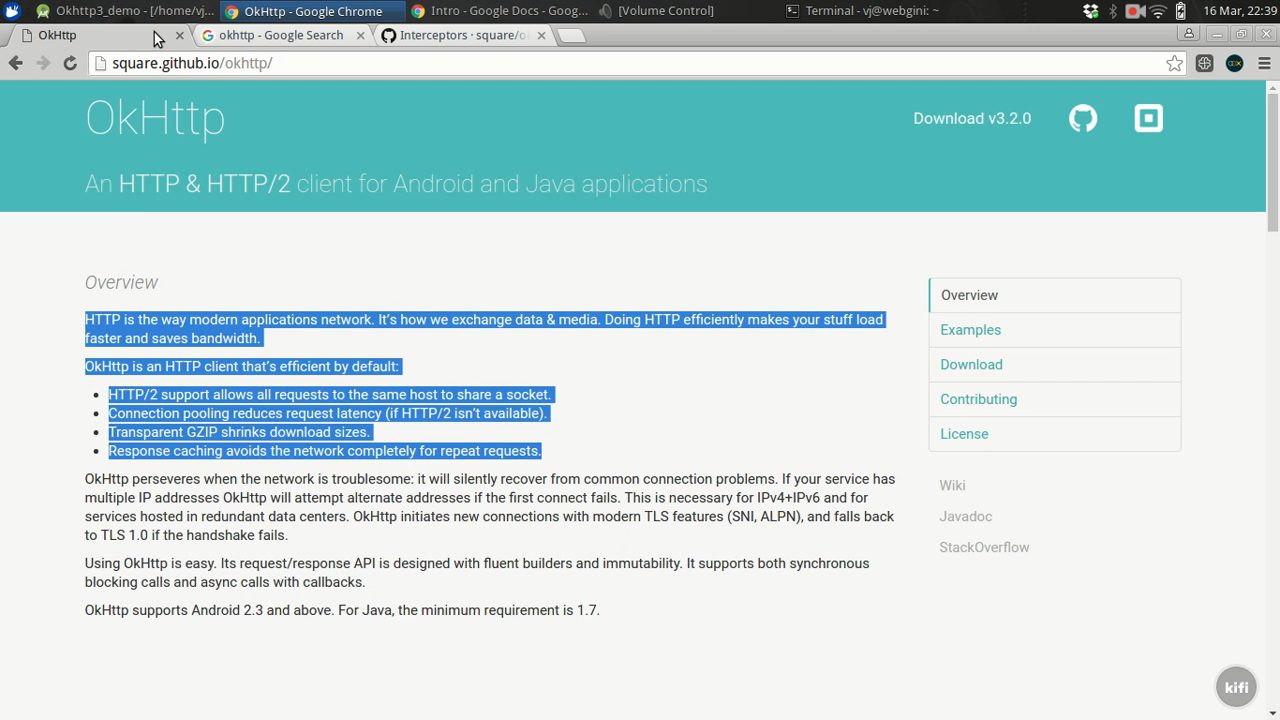 Okhttp3_demo - [/home/vj... OkHttp - Google Chrome Intro - Google Docs - Goog... [Volume Control] Terminal - vj@webgini: ~ 16 Mar, 22:39
OkHttp okhttp - Google Search Interceptors · square/o
square.github.io/okhttp/
OkHttp
Download v3.2.0
An HTTP & HTTP/2 client for Android and Java applications
Overview
HTTP is the way modern applications network. It’s how we exchange data & media. Doing HTTP efficiently makes your stuff load
faster and saves bandwidth.
OkHttp is an HTTP client that’s efficient by default:
HTTP/2 support allows all requests to the same host to share a socket.
Connection pooling reduces request latency (if HTTP/2 isn’t available).
Transparent GZIP shrinks download sizes.
Response caching avoids the network completely for repeat requests.
OkHttp perseveres when the network is troublesome: it will silently recover from common connection problems. If your service has
multiple IP addresses OkHttp will attempt alternate addresses if the first connect fails. This is necessary for IPv4+IPv6 and for
services hosted in redundant data centers. OkHttp initiates new connections with modern TLS features (SNI, ALPN), and falls back
to TLS 1.0 if the handshake fails.
Using OkHttp is easy. Its request/response API is designed with fluent builders and immutability. It supports both synchronous
blocking calls and async calls with callbacks.
OkHttp supports Android 2.3 and above. For Java, the minimum requirement is 1.7.
Overview
Examples
Download
Contributing
License
Wiki
Javadoc
StackOverflow
kifi